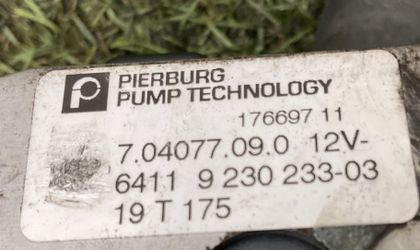 PIERBURG
PUMP TECHNOLOGY
176697 11
7.04077.09.0 12V-
6411 9 230 233-03
19 T 175